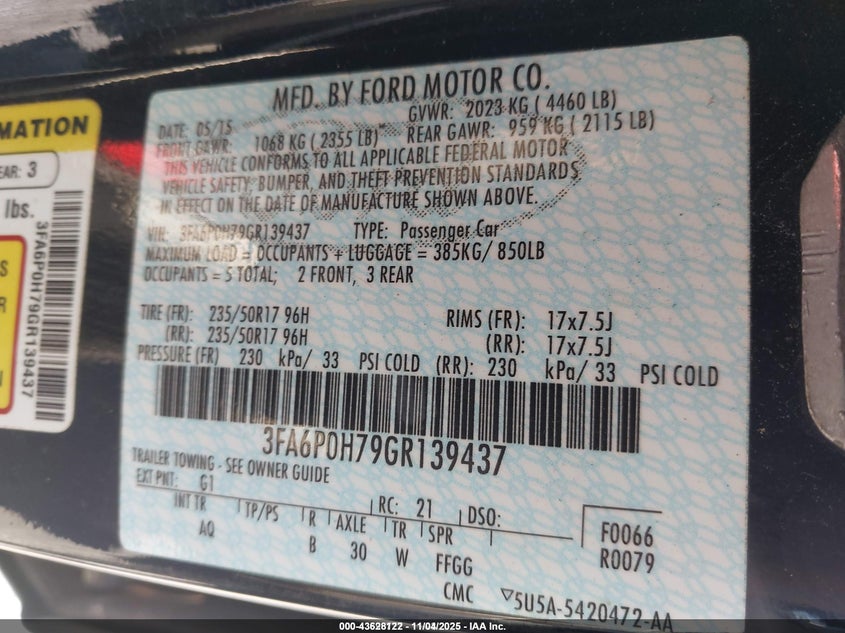 MFD. BY FORD MOTOR CO.
DATE: 05/15 GVWR: 2023 KG ( 4460 LB)
FRONT GAWR: 1068 KG ( 2355 LB) REAR GAWR: 959 KG ( 2115 LB)
THIS VEHICLE CONFORMS TO ALL APPLICABLE FEDERAL MOTOR
VEHICLE SAFETY, BUMPER, AND THEFT PREVENTION STANDARDS
IN EFFECT ON THE DATE OF MANUFACTURE SHOWN ABOVE.
VIN: 3FA6P0H79GR139437 TYPE: Passenger Car
MAXIMUM LOAD = OCCUPANTS + LUGGAGE = 385KG/ 850LB
OCCUPANTS = 5 TOTAL; 2 FRONT, 3 REAR
TIRE (FR): 235/50R17 96H RIMS (FR): 17x7.5J
(RR): 235/50R17 96H (RR): 17x7.5J
PRESSURE (FR) 230 kPa/ 33 PSI COLD (RR): 230 kPa/ 33 PSI COLD
3FA6P0H79GR139437
TRAILER TOWING - SEE OWNER GUIDE
EXT PNT: G1 RC: 21 DSO:
INT TR TP/PS R AXLE TR SPR F0066
AQ B 30 W FFGG R0079
CMC 5U5A-5420472-AA
RMATION
EAR: 3
lbs.
3FA6P0H79GR139437
000-43628122 - 11/04/2025 - IAA Inc.